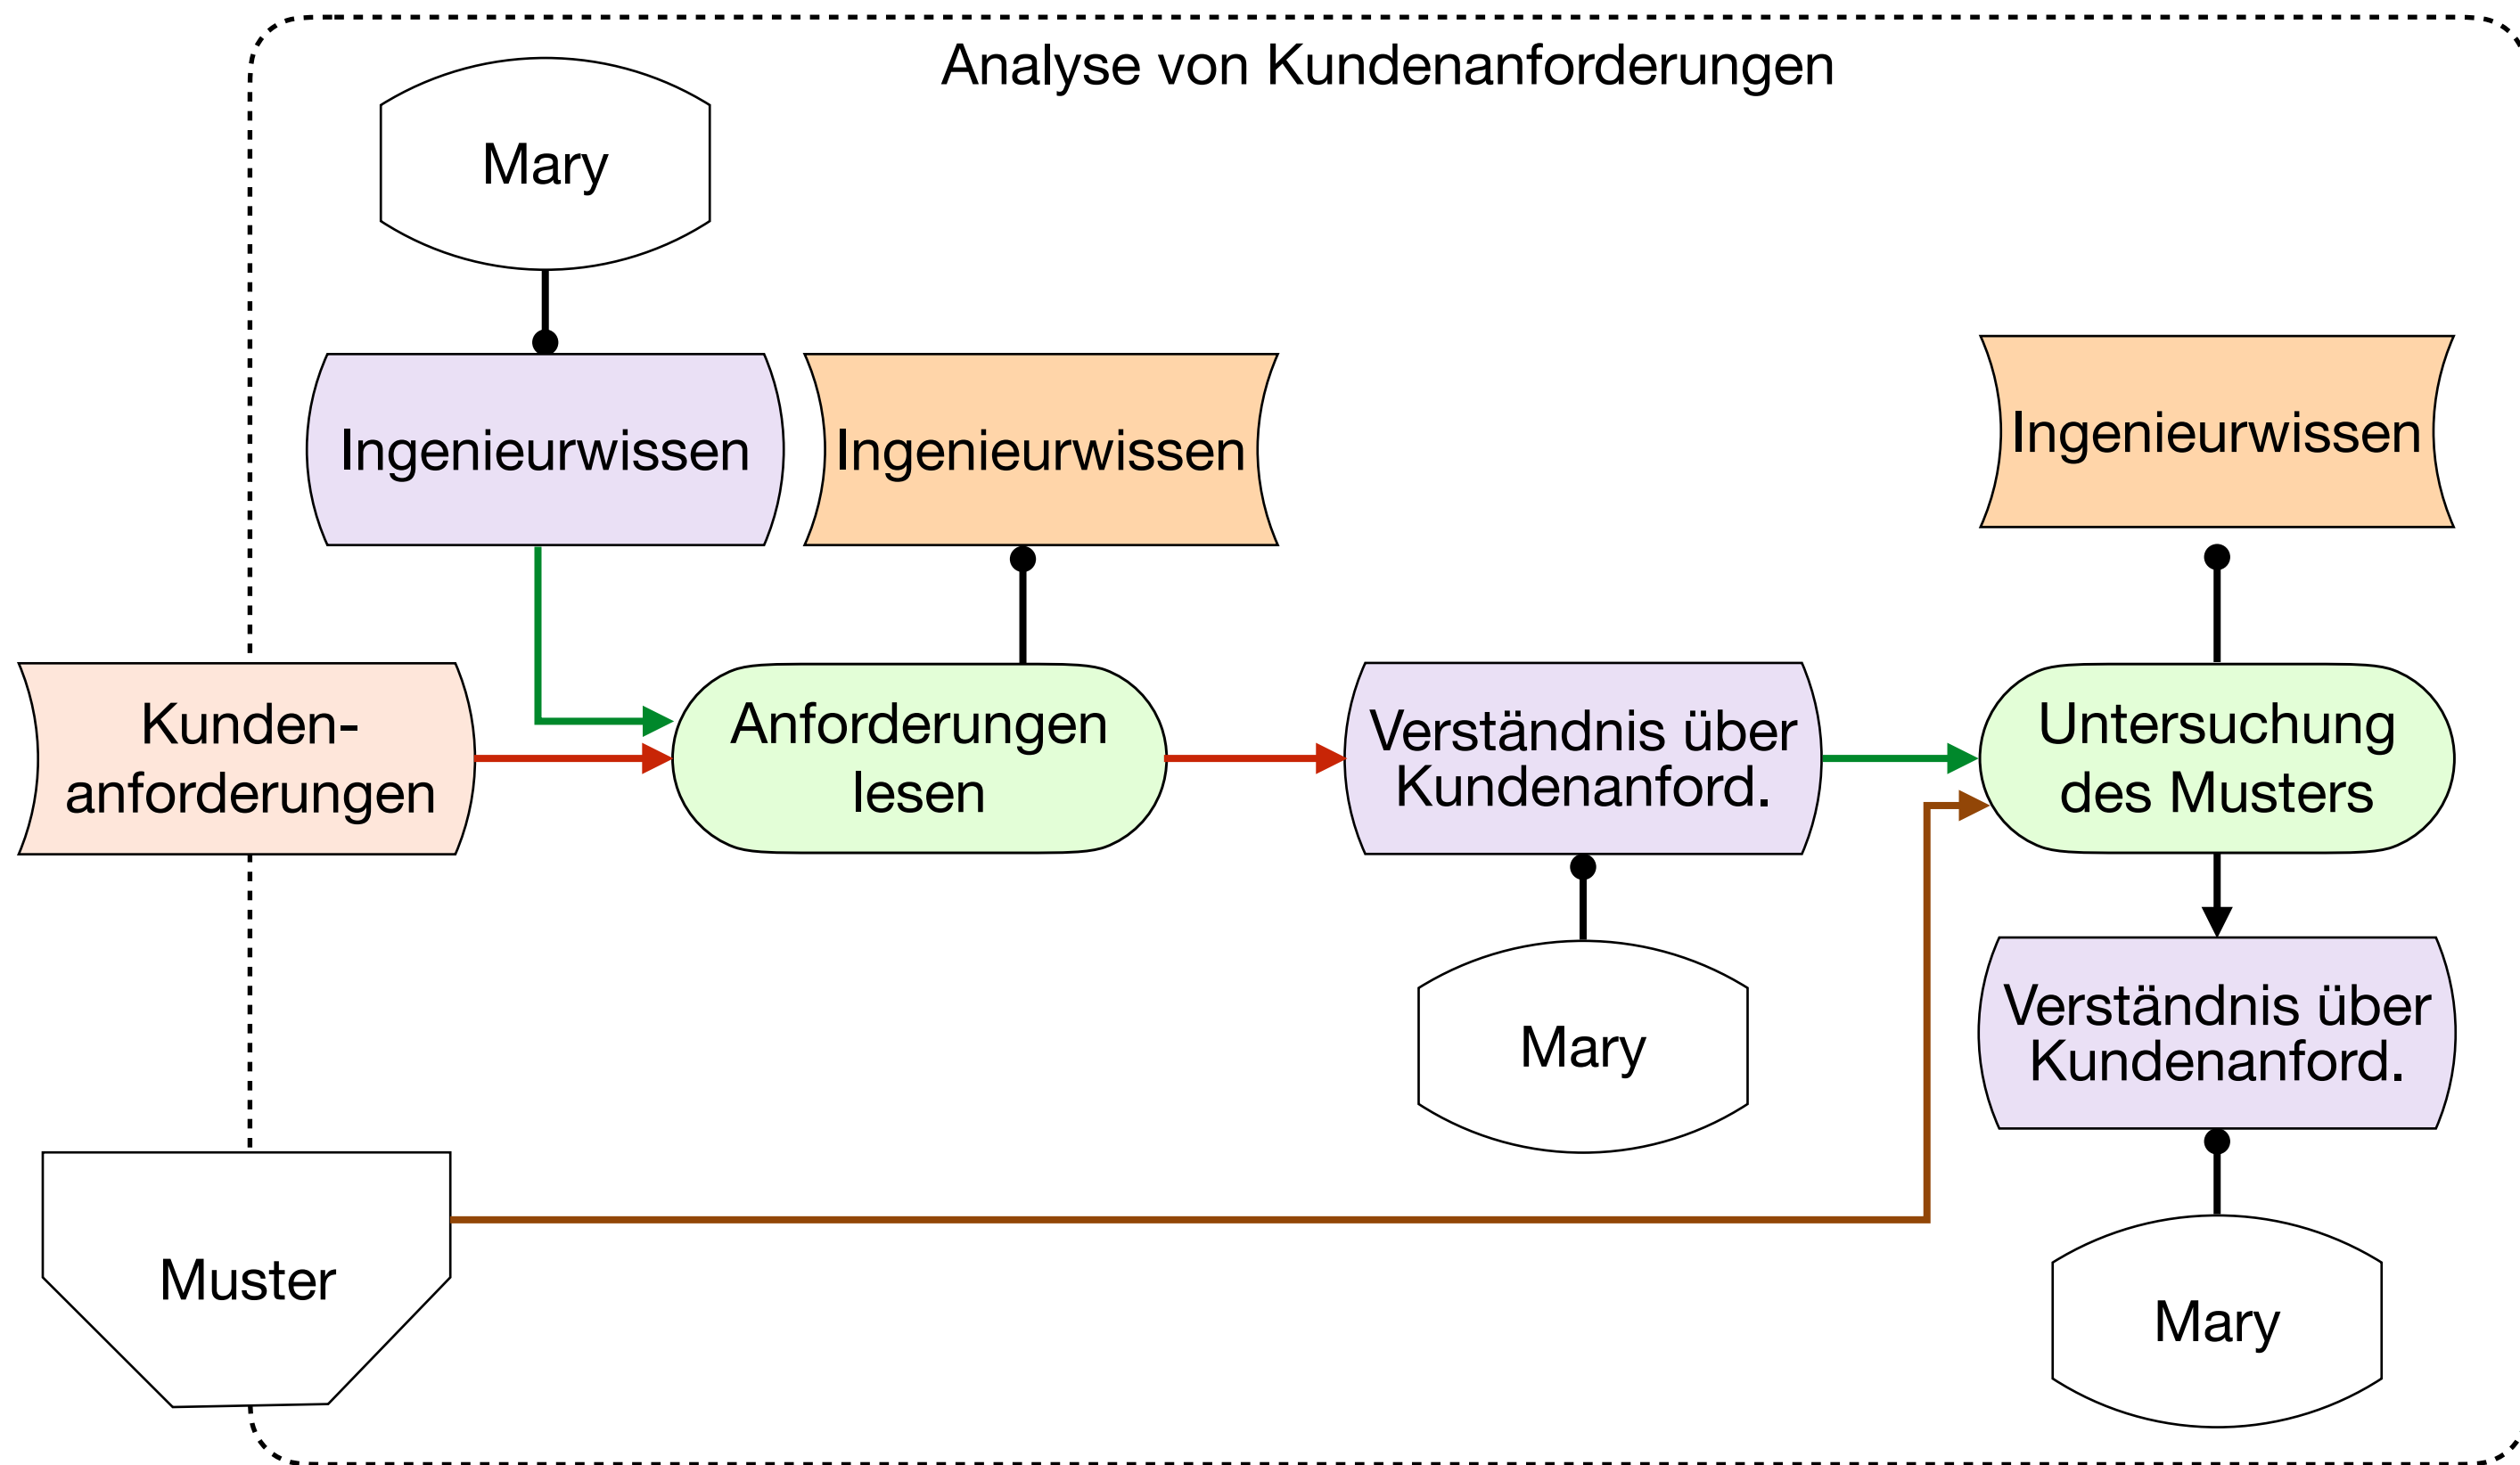 Analyse von Kundenanforderungen
Mary
Ingenieurwissen
Ingenieurwissen
Ingenieurwissen
Kunden-
anforderungen
Anforderungen
lesen
Verständnis über
Kundenanford.
Untersuchung
des Musters
Mary
Verständnis über
Kundenanford.
Muster
Mary